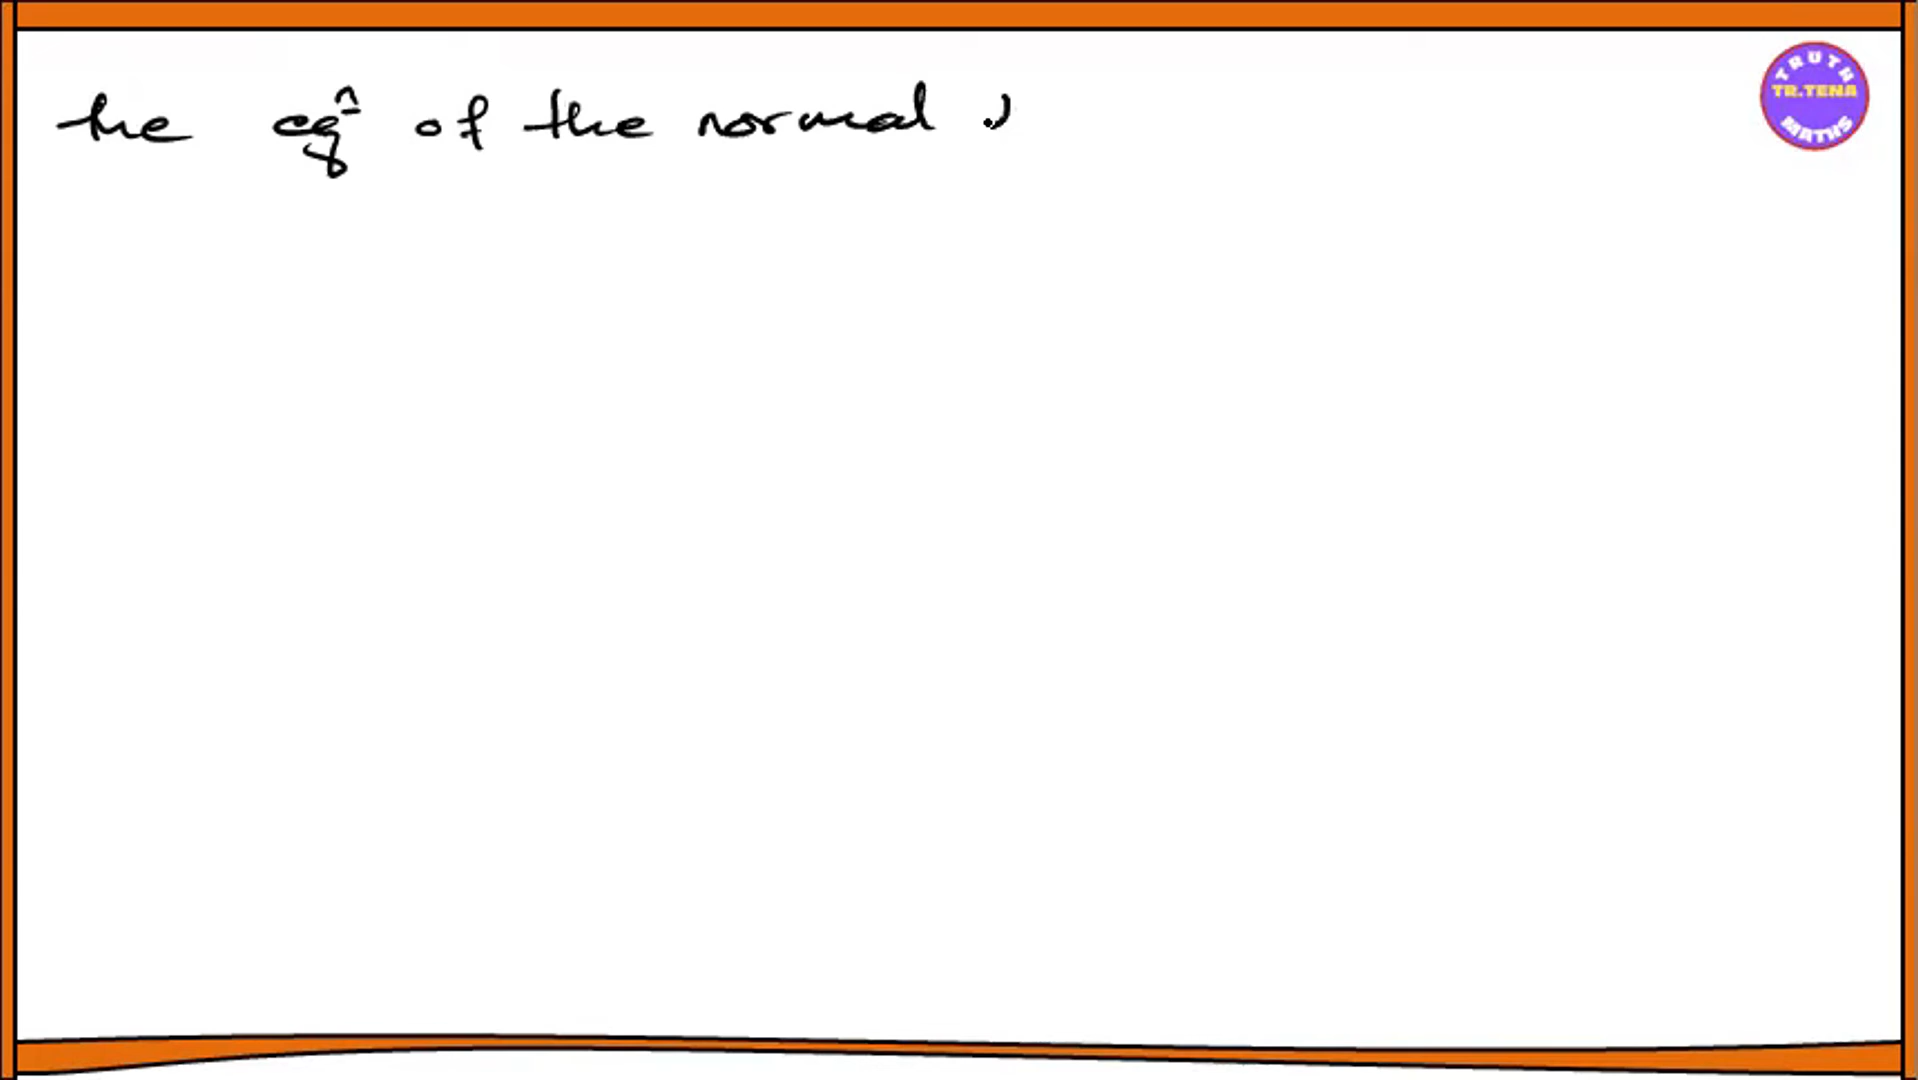 the eqn of the normal
TRUTH
TR.TENA
MATHS